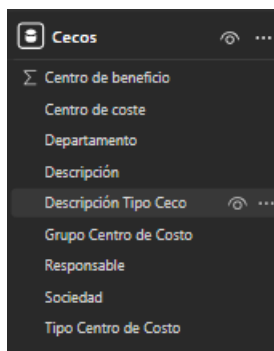 Cecos
Centro de beneficio
Centro de coste
Departamento
Descripción
Descripción Tipo Ceco
Grupo Centro de Costo
Responsable
Sociedad
Tipo Centro de Costo